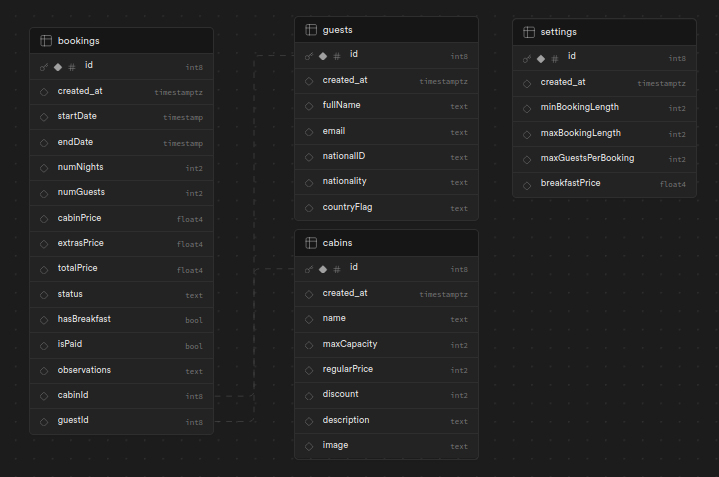 bookings
id int8
created_at timestamptz
startDate timestamp
endDate timestamp
numNights int2
numGuests int2
cabinPrice float4
extrasPrice float4
totalPrice float4
status text
hasBreakfast bool
isPaid bool
observations text
cabinId int8
guestId int8
guests
id int8
created_at timestamptz
fullName text
email text
nationalID text
nationality text
countryFlag text
cabins
id int8
created_at timestamptz
name text
maxCapacity int2
regularPrice int2
discount int2
description text
image text
settings
id int8
created_at timestamptz
minBookingLength int2
maxBookingLength int2
maxGuestsPerBooking int2
breakfastPrice float4